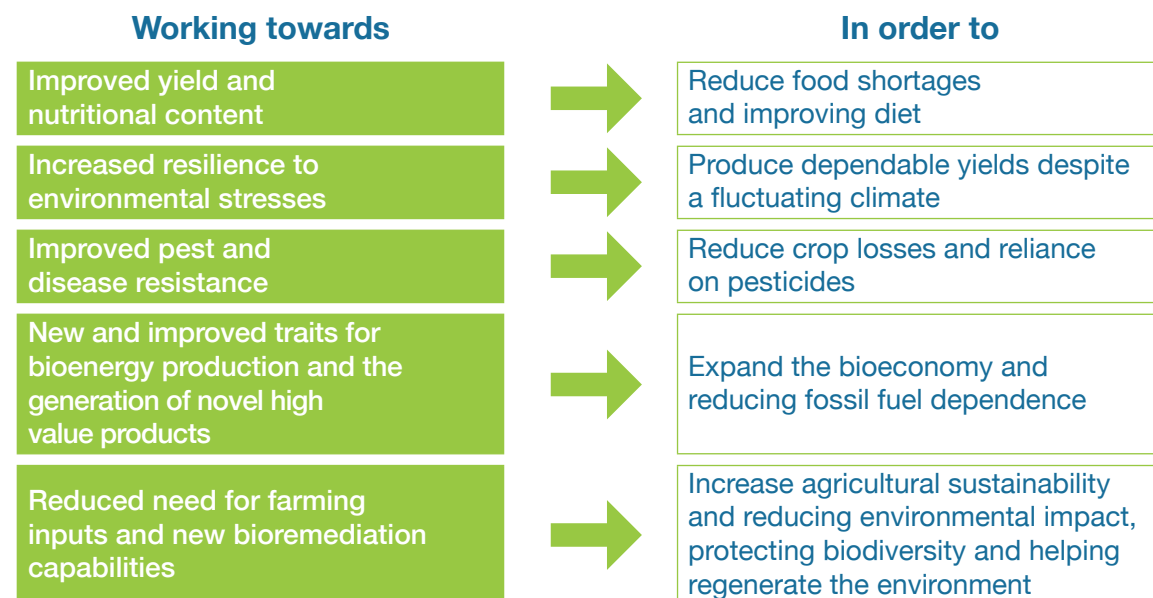 Working towards
In order to
Improved yield and
nutritional content
Reduce food shortages
and improving diet
Increased resilience to
environmental stresses
Produce dependable yields despite
a fluctuating climate
Improved pest and
disease resistance
Reduce crop losses and reliance
on pesticides
New and improved traits for
bioenergy production and the
generation of novel high
value products
Expand the bioeconomy and
reducing fossil fuel dependence
Reduced need for farming
inputs and new bioremediation
capabilities
Increase agricultural sustainability
and reducing environmental impact,
protecting biodiversity and helping
regenerate the environment